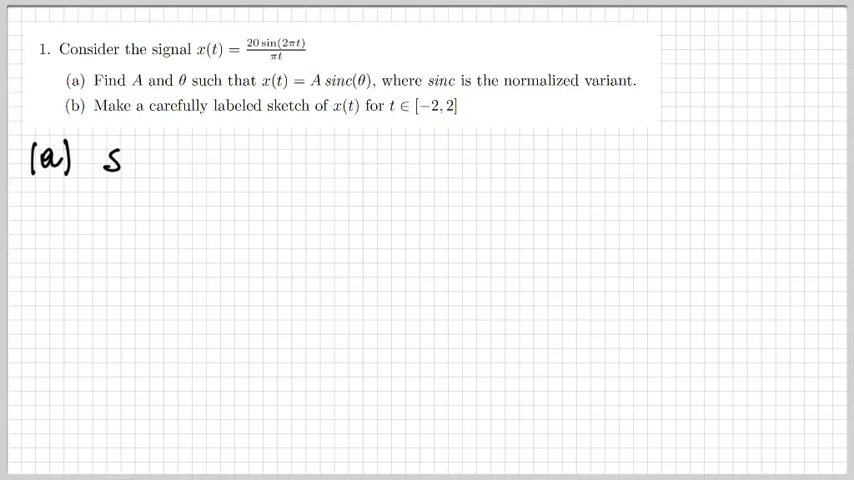 1. Consider the signal x(t) = \frac{20 sin(2πt)}{πt}
(a) Find A and θ such that x(t) = A sinc(θ), where sinc is the normalized variant.
(b) Make a carefully labeled sketch of x(t) for t ∈ [−2, 2]
(a) s